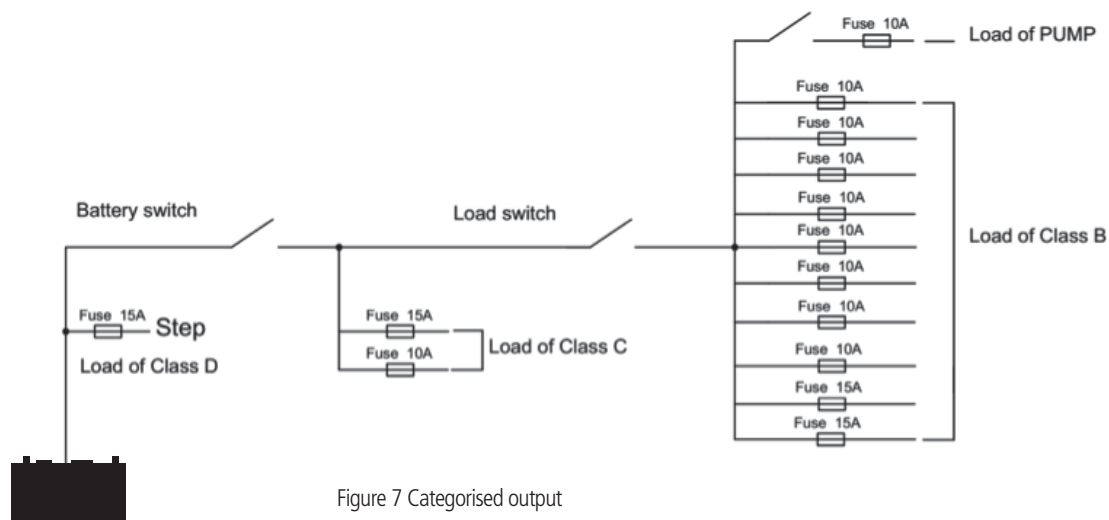 Fuse 10A
Load of PUMP
Fuse 10A
Fuse 10A
Fuse 10A
Fuse 10A
Fuse 10A
Fuse 10A
Fuse 10A
Fuse 10A
Fuse 15A
Fuse 15A
Load of Class B
Battery switch
Load switch
Fuse 15A
Step
Load of Class D
Fuse 15A
Fuse 10A
Load of Class C
Figure 7 Categorised output